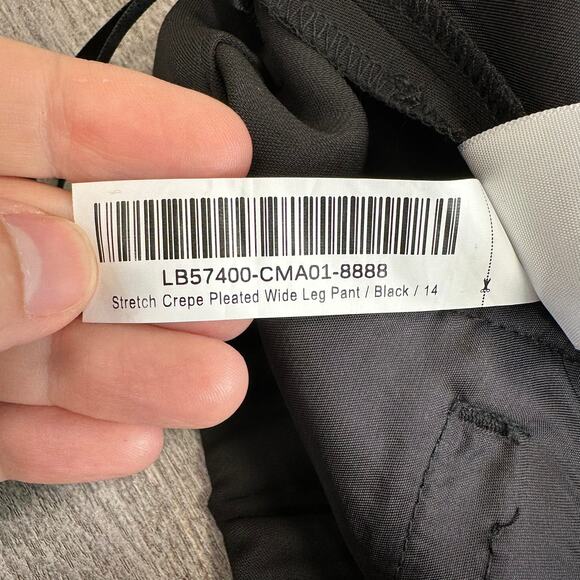 LB57400-CMA01-8888
Stretch Crepe Pleated Wide Leg Pant / Black / 14